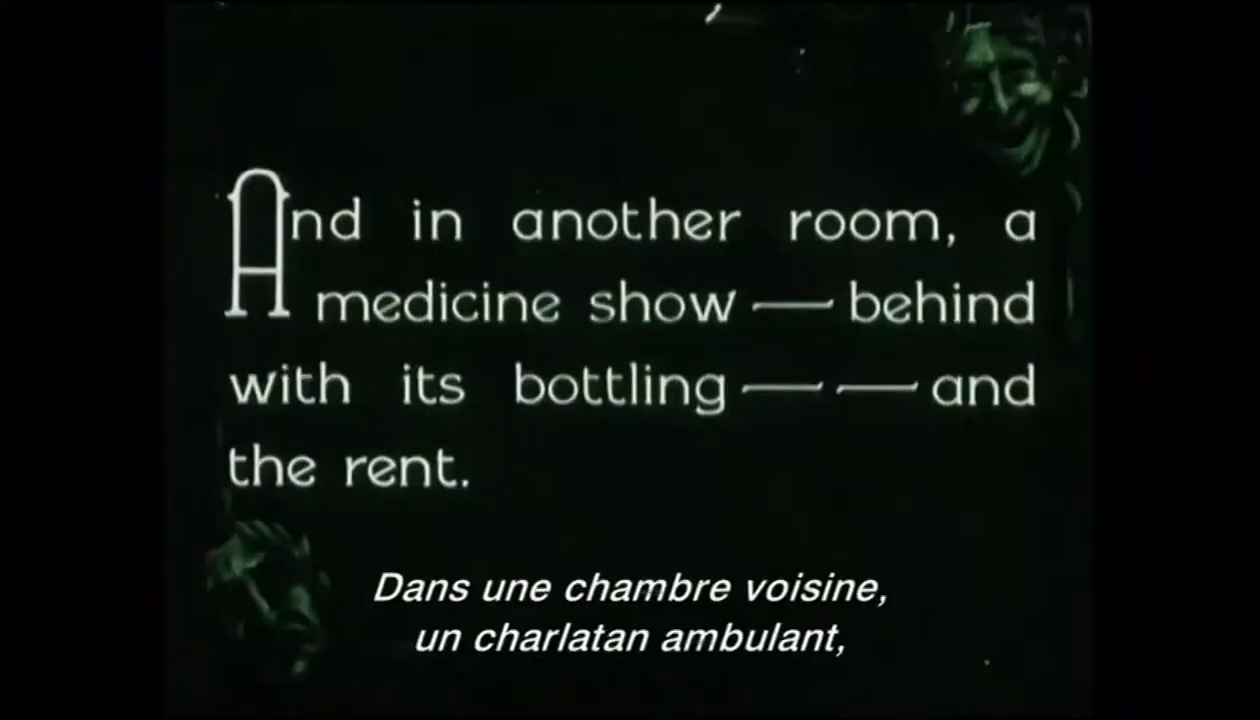 And in another room, a
medicine show — behind
with its bottling — — and
the rent.
Dans une chambre voisine,
un charlatan ambulant,